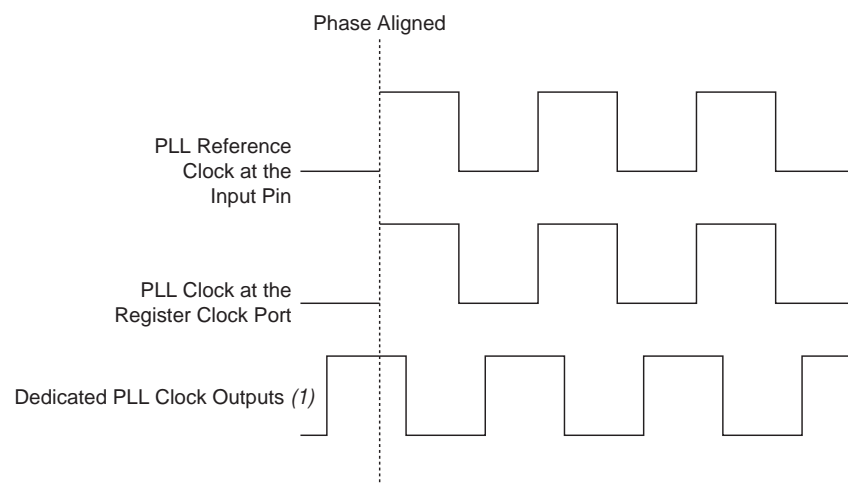 Phase Aligned
PLL Reference
Clock at the
Input Pin
PLL Clock at the
Register Clock Port
Dedicated PLL Clock Outputs (1)